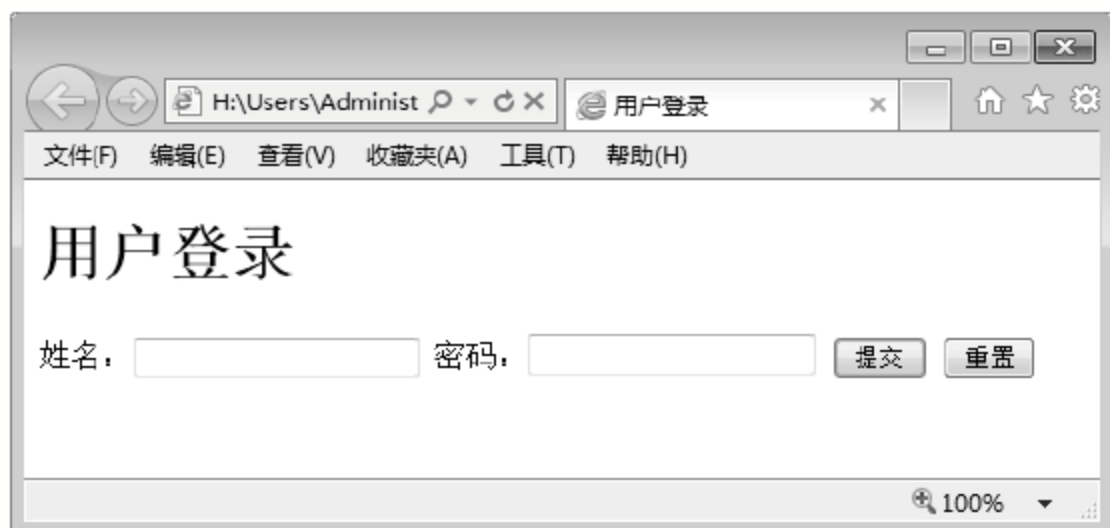 H:\Users\Administ 用户登录
文件(F) 编辑(E) 查看(V) 收藏夹(A) 工具(T) 帮助(H)
用户登录
姓名： 密码： 提交 重置
100%